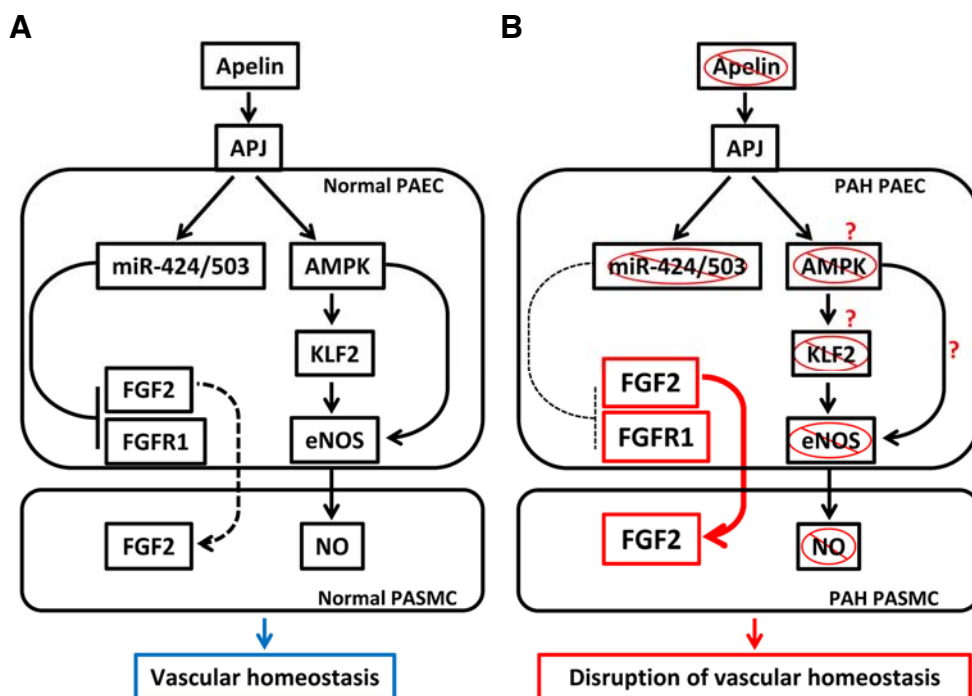 A
Apelin
APJ
Normal PAEC
miR-424/503
AMPK
KLF2
FGF2
FGFR1
eNOS
FGF2
NO
Normal PASMC
Vascular homeostasis
B
Apelin
APJ
PAH PAEC
?
miR-424/503
AMPK
?
KLF2
?
FGF2
FGFR1
eNOS
FGF2
NO
PAH PASMC
Disruption of vascular homeostasis